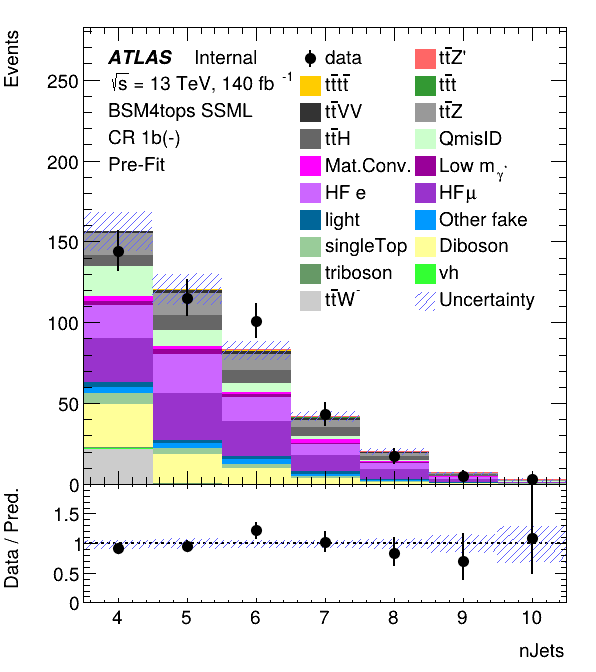 Events
250
200
150
100
50
0
ATLAS Internal
√s = 13 TeV, 140 fb⁻¹
BSM4tops SSML
CR 1b(-)
Pre-Fit
data
tt̄Z'
tt̄tt̄
tt̄t
tt̄VV
tt̄Z
tt̄H
QmisID
Mat.Conv.
Low m_γ*
HF e
HF μ
light
Other fake
singleTop
Diboson
triboson
vh
tt̄W⁻
Uncertainty
Data / Pred.
1.5
1
0.5
0
4 5 6 7 8 9 10
nJets